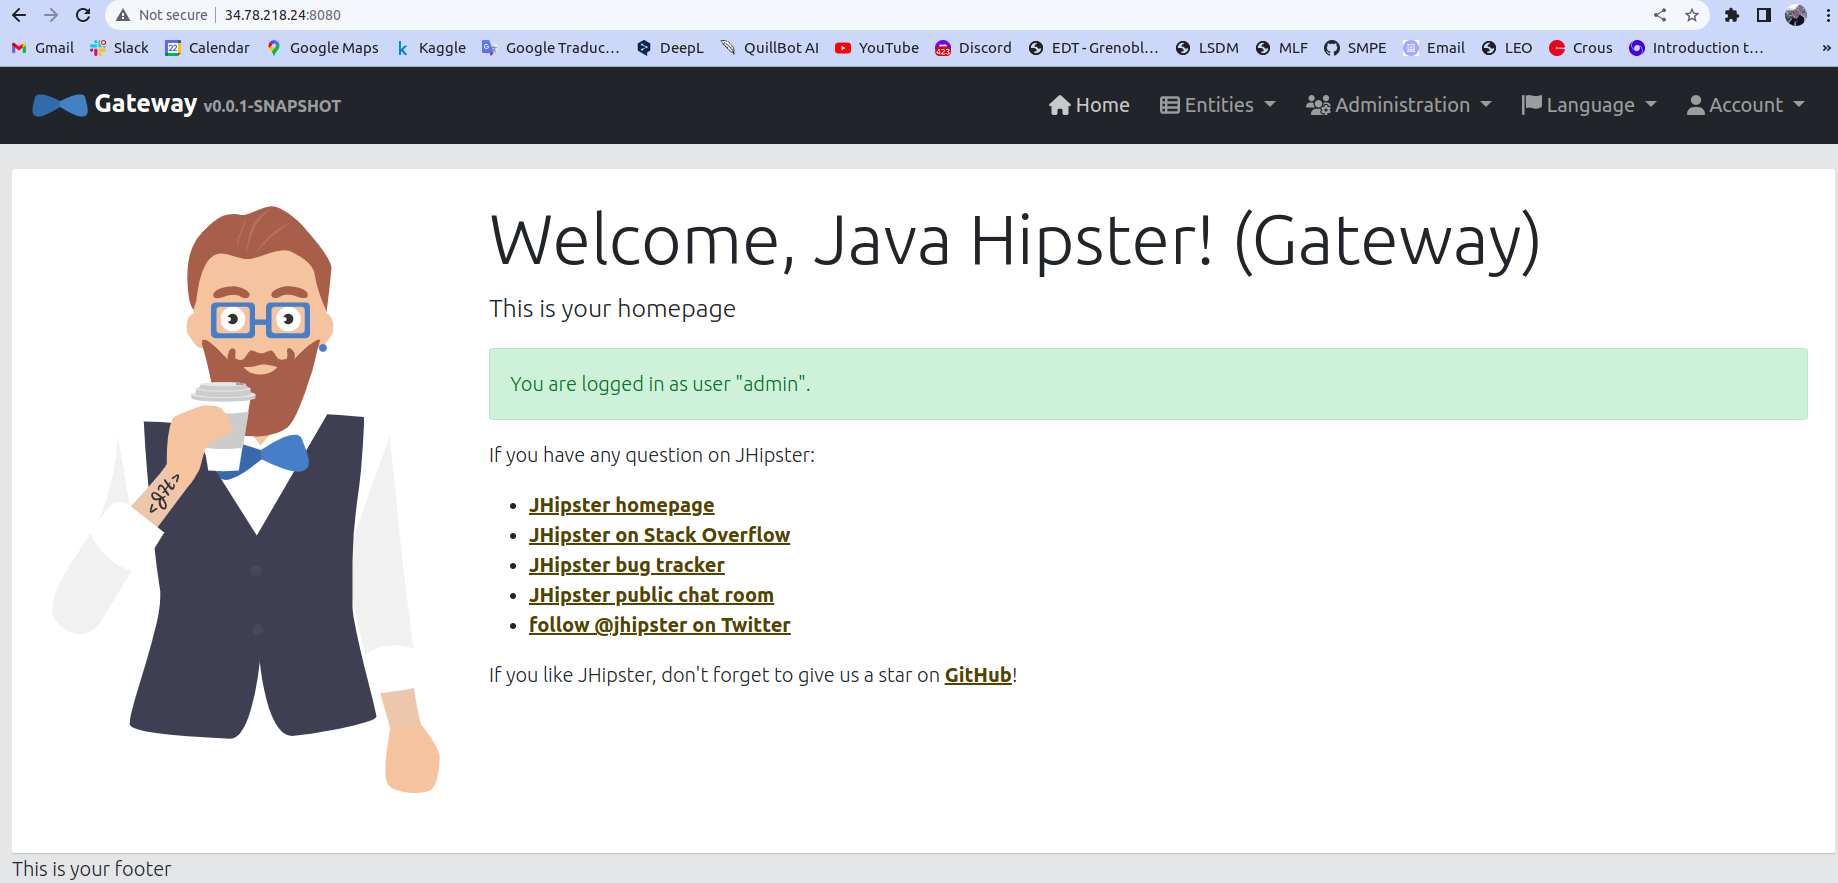 Not secure | 34.78.218.24:8080
Gmail Slack Calendar Google Maps Kaggle Google Traduc... DeepL QuillBot AI YouTube Discord EDT - Grenobl... LSDM MLF SMPE Email LEO Crous Introduction t... »
Gateway v0.0.1-SNAPSHOT Home Entities Administration Language Account
Welcome, Java Hipster! (Gateway)
This is your homepage
You are logged in as user "admin".
If you have any question on JHipster:
• JHipster homepage
• JHipster on Stack Overflow
• JHipster bug tracker
• JHipster public chat room
• follow @jhipster on Twitter
If you like JHipster, don't forget to give us a star on GitHub!
<JH>
This is your footer